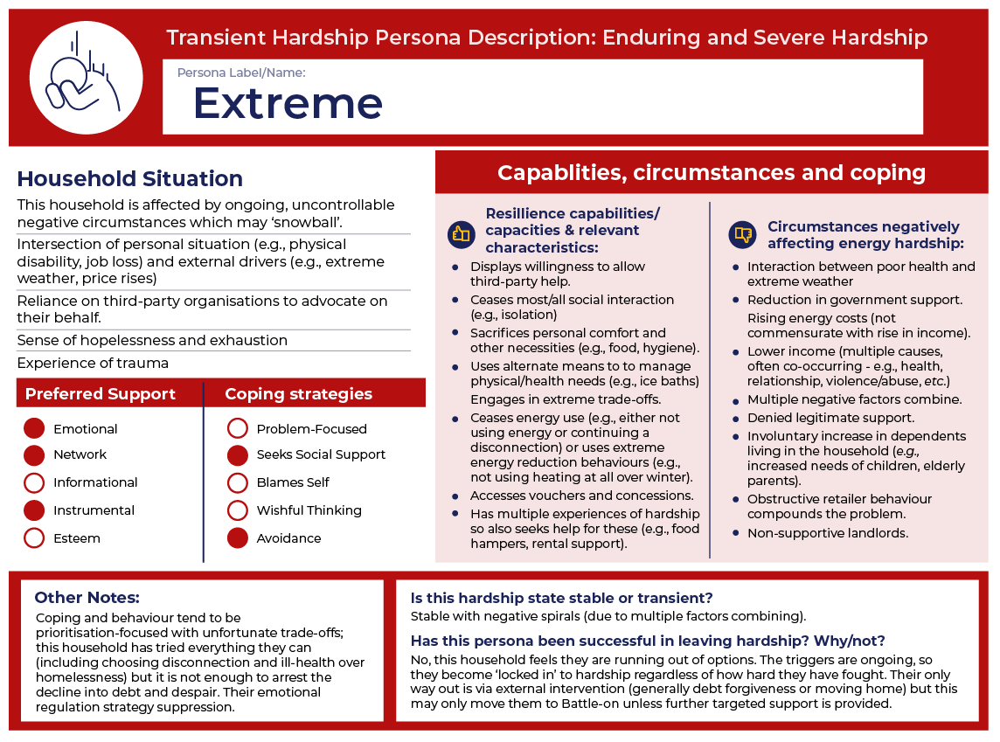 Transient Hardship Persona Description: Enduring and Severe Hardship
Persona Label/Name:
Extreme
Household Situation
This household is affected by ongoing, uncontrollable
negative circumstances which may ‘snowball’.
Intersection of personal situation (e.g., physical
disability, job loss) and external drivers (e.g., extreme
weather, price rises)
Reliance on third-party organisations to advocate on
their behalf.
Sense of hopelessness and exhaustion
Experience of trauma
Preferred Support
Emotional
Network
Informational
Instrumental
Esteem
Coping strategies
Problem-Focused
Seeks Social Support
Blames Self
Wishful Thinking
Avoidance
Capablities, circumstances and coping
Resillience capabilities/
capacities & relevant
characteristics:
• Displays willingness to allow
third-party help.
• Ceases most/all social interaction
(e.g., isolation)
• Sacrifices personal comfort and
other necessities (e.g., food, hygiene).
• Uses alternate means to to manage
physical/health needs (e.g., ice baths)
Engages in extreme trade-offs.
• Ceases energy use (e.g., either not
using energy or continuing a
disconnection) or uses extreme
energy reduction behaviours (e.g.,
not using heating at all over winter).
• Accesses vouchers and concessions.
• Has multiple experiences of hardship
so also seeks help for these (e.g., food
hampers, rental support).
Circumstances negatively
affecting energy hardship:
• Interaction between poor health and
extreme weather
• Reduction in government support.
Rising energy costs (not
commensurate with rise in income).
• Lower income (multiple causes,
often co-occurring - e.g., health,
relationship, violence/abuse, etc.)
• Multiple negative factors combine.
• Denied legitimate support.
• Involuntary increase in dependents
living in the household (e.g.,
increased needs of children, elderly
parents).
• Obstructive retailer behaviour
compounds the problem.
• Non-supportive landlords.
Other Notes:
Coping and behaviour tend to be
prioritisation-focused with unfortunate trade-offs;
this household has tried everything they can
(including choosing disconnection and ill-health over
homelessness) but it is not enough to arrest the
decline into debt and despair. Their emotional
regulation strategy suppression.
Is this hardship state stable or transient?
Stable with negative spirals (due to multiple factors combining).
Has this persona been successful in leaving hardship? Why/not?
No, this household feels they are running out of options. The triggers are ongoing, so
they become ‘locked in’ to hardship regardless of how hard they have fought. Their only
way out is via external intervention (generally debt forgiveness or moving home) but this
may only move them to Battle-on unless further targeted support is provided.